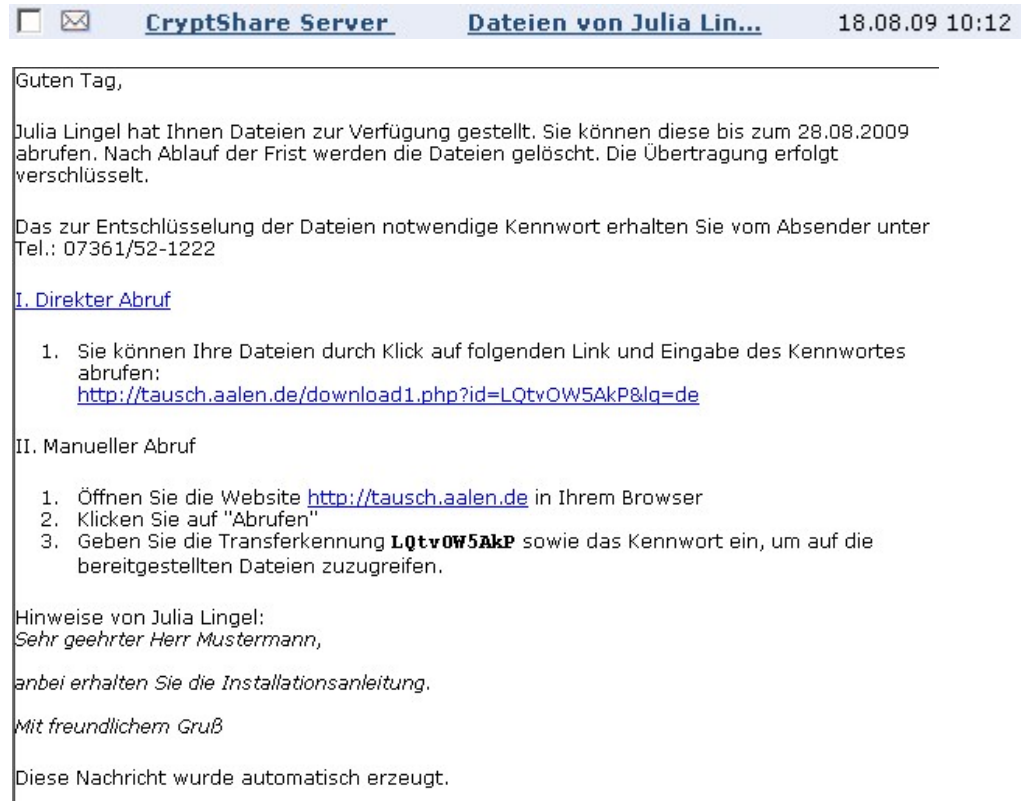 CryptShare Server Dateien von Julia Lin... 18.08.09 10:12
Guten Tag,
Julia Lingel hat Ihnen Dateien zur Verfügung gestellt. Sie können diese bis zum 28.08.2009
abrufen. Nach Ablauf der Frist werden die Dateien gelöscht. Die Übertragung erfolgt
verschlüsselt.
Das zur Entschlüsselung der Dateien notwendige Kennwort erhalten Sie vom Absender unter
Tel.: 07361/52-1222
I. Direkter Abruf
1. Sie können Ihre Dateien durch Klick auf folgenden Link und Eingabe des Kennwortes
abrufen:
http://tausch.aalen.de/download1.php?id=LQtvOW5AkP&lg=de
II. Manueller Abruf
1. Öffnen Sie die Website http://tausch.aalen.de in Ihrem Browser
2. Klicken Sie auf "Abrufen"
3. Geben Sie die Transferkennung LQtvOW5AkP sowie das Kennwort ein, um auf die
bereitgestellten Dateien zuzugreifen.
Hinweise von Julia Lingel:
Sehr geehrter Herr Mustermann,
anbei erhalten Sie die Installationsanleitung.
Mit freundlichem Gruß
Diese Nachricht wurde automatisch erzeugt.